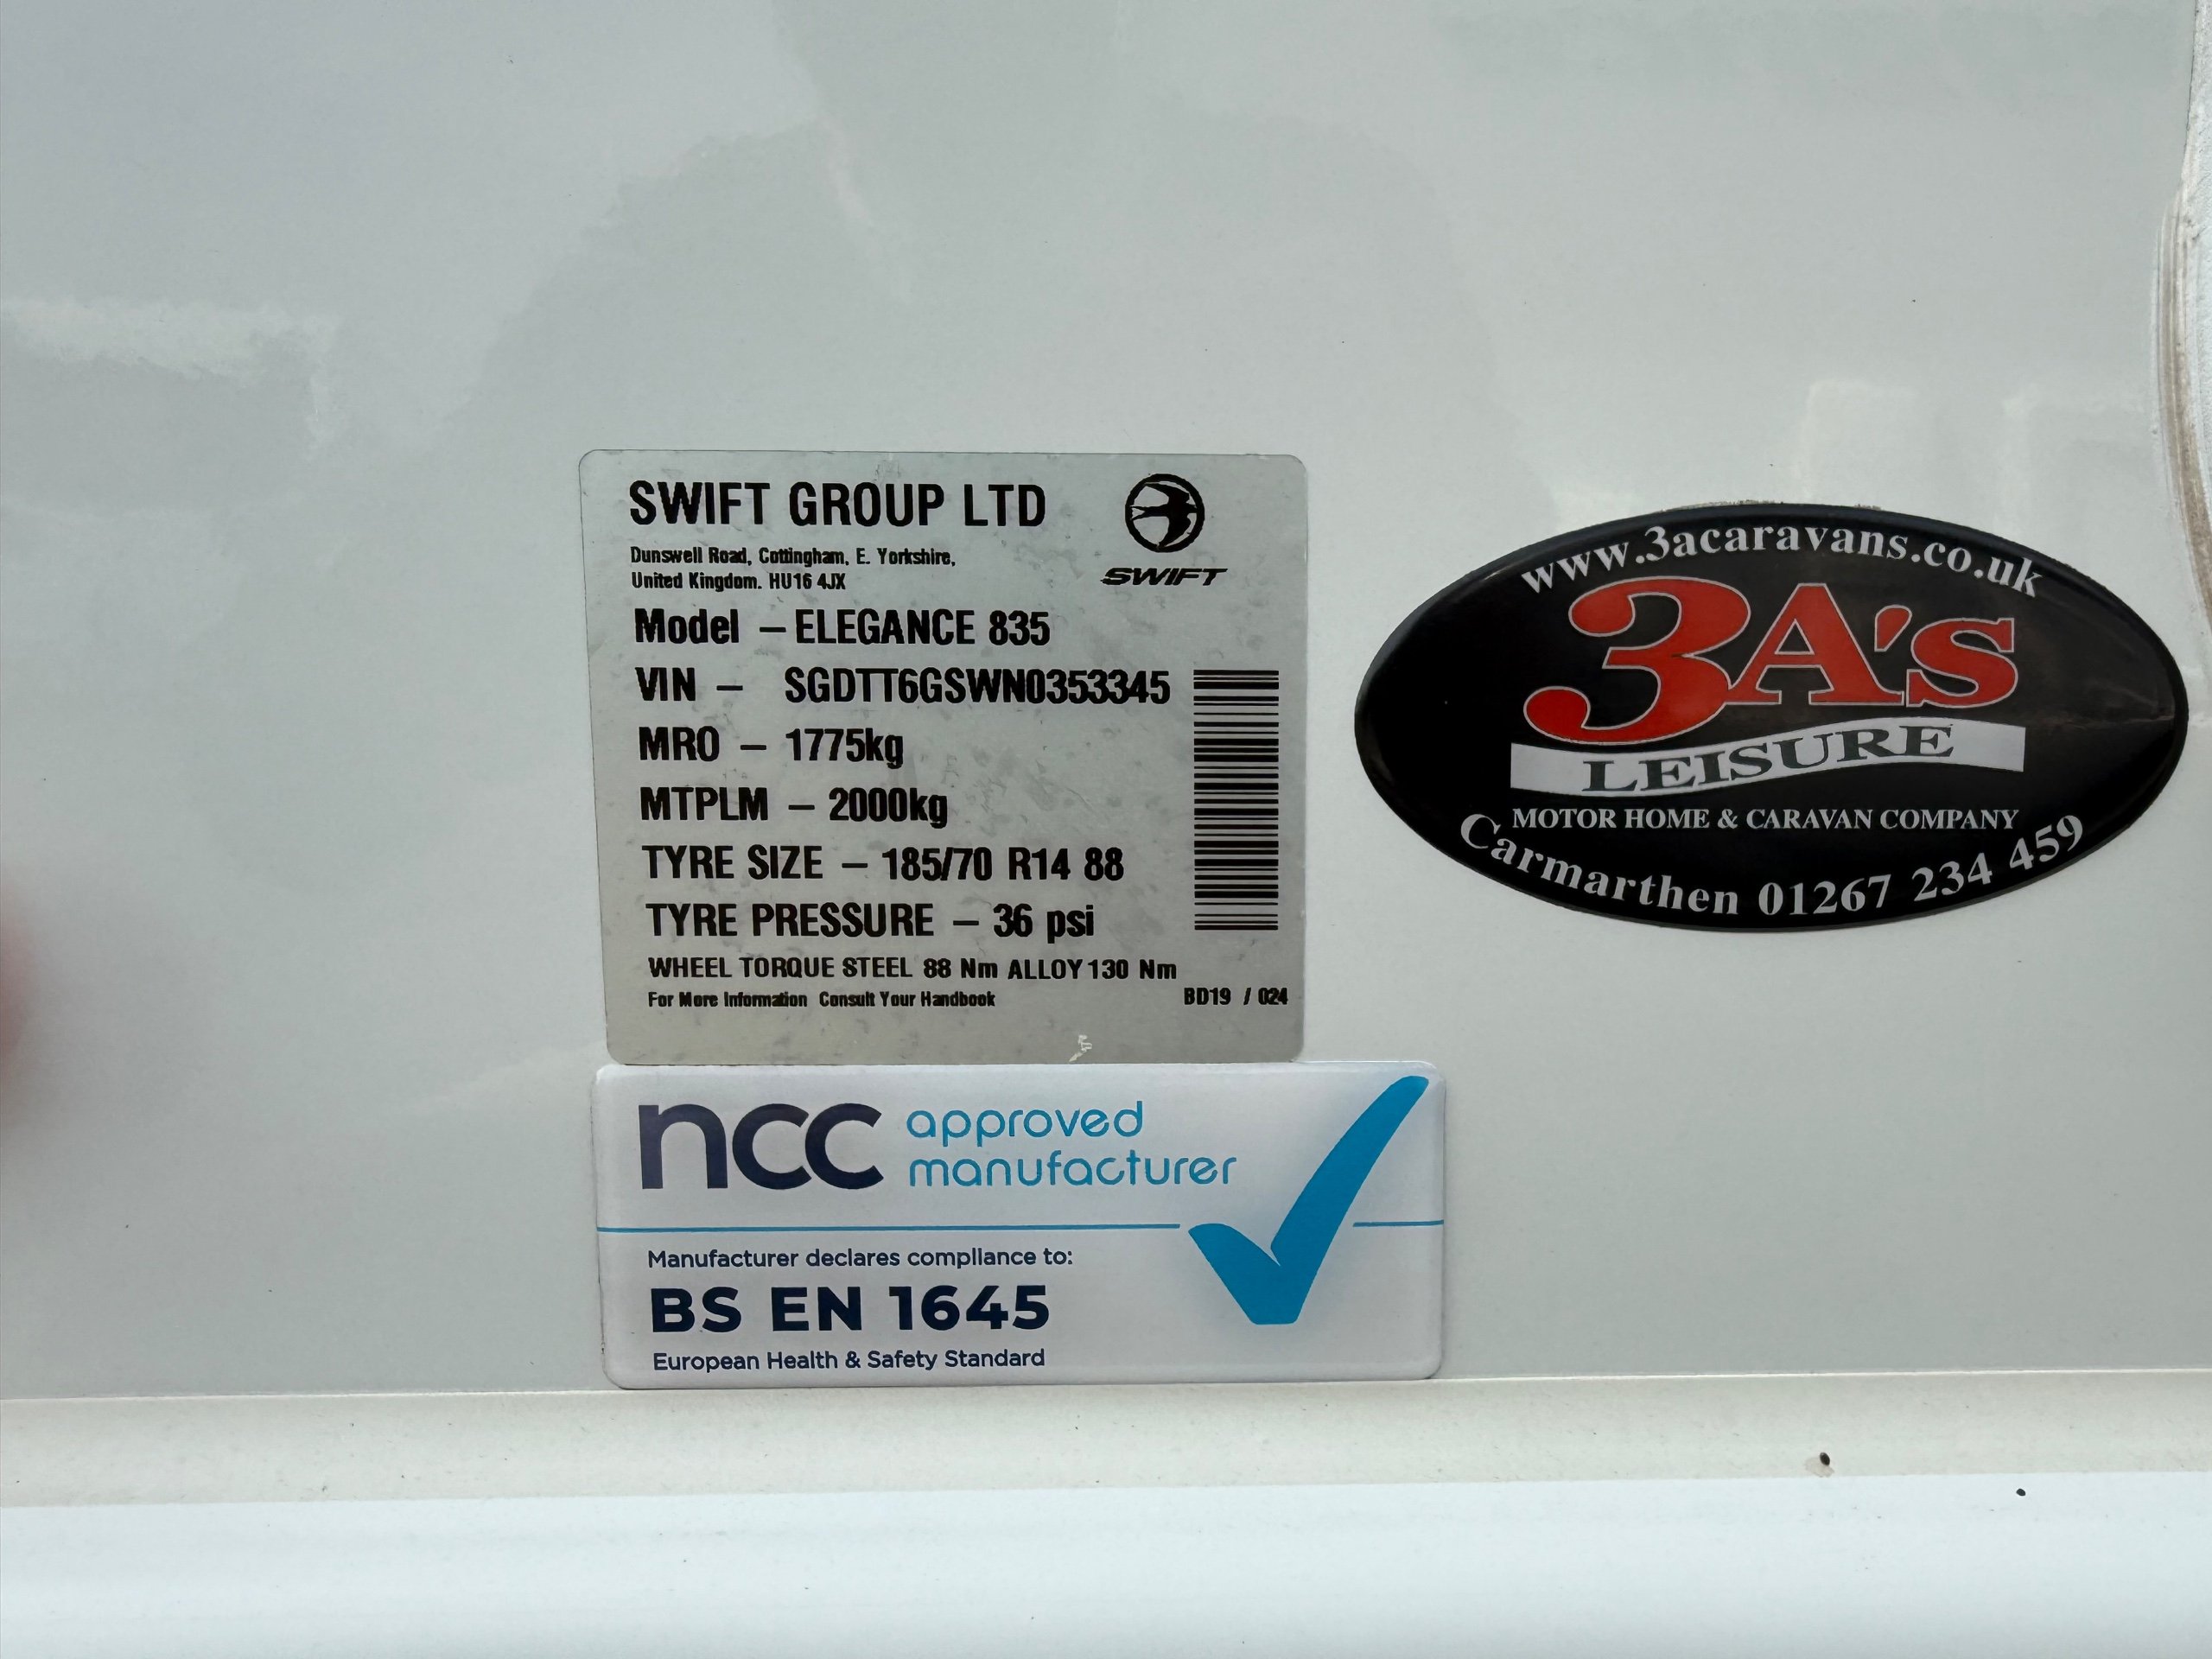 SWIFT GROUP LTD
Dunswell Road, Cottingham, E. Yorkshire,
United Kingdom. HU16 4JX
SWIFT
Model – ELEGANCE 835
VIN – SGDTT6GSWN0353345
MRO – 1775kg
MTPLM – 2000kg
TYRE SIZE – 185/70 R14 88
TYRE PRESSURE – 36 psi
WHEEL TORQUE STEEL 88 Nm ALLOY 130 Nm
For More Information Consult Your Handbook
BD19 / 024
ncc approved
manufacturer
Manufacturer declares compliance to:
BS EN 1645
European Health & Safety Standard
www.3acaravans.co.uk
3A's
LEISURE
MOTOR HOME & CARAVAN COMPANY
Carmarthen 01267 234 459